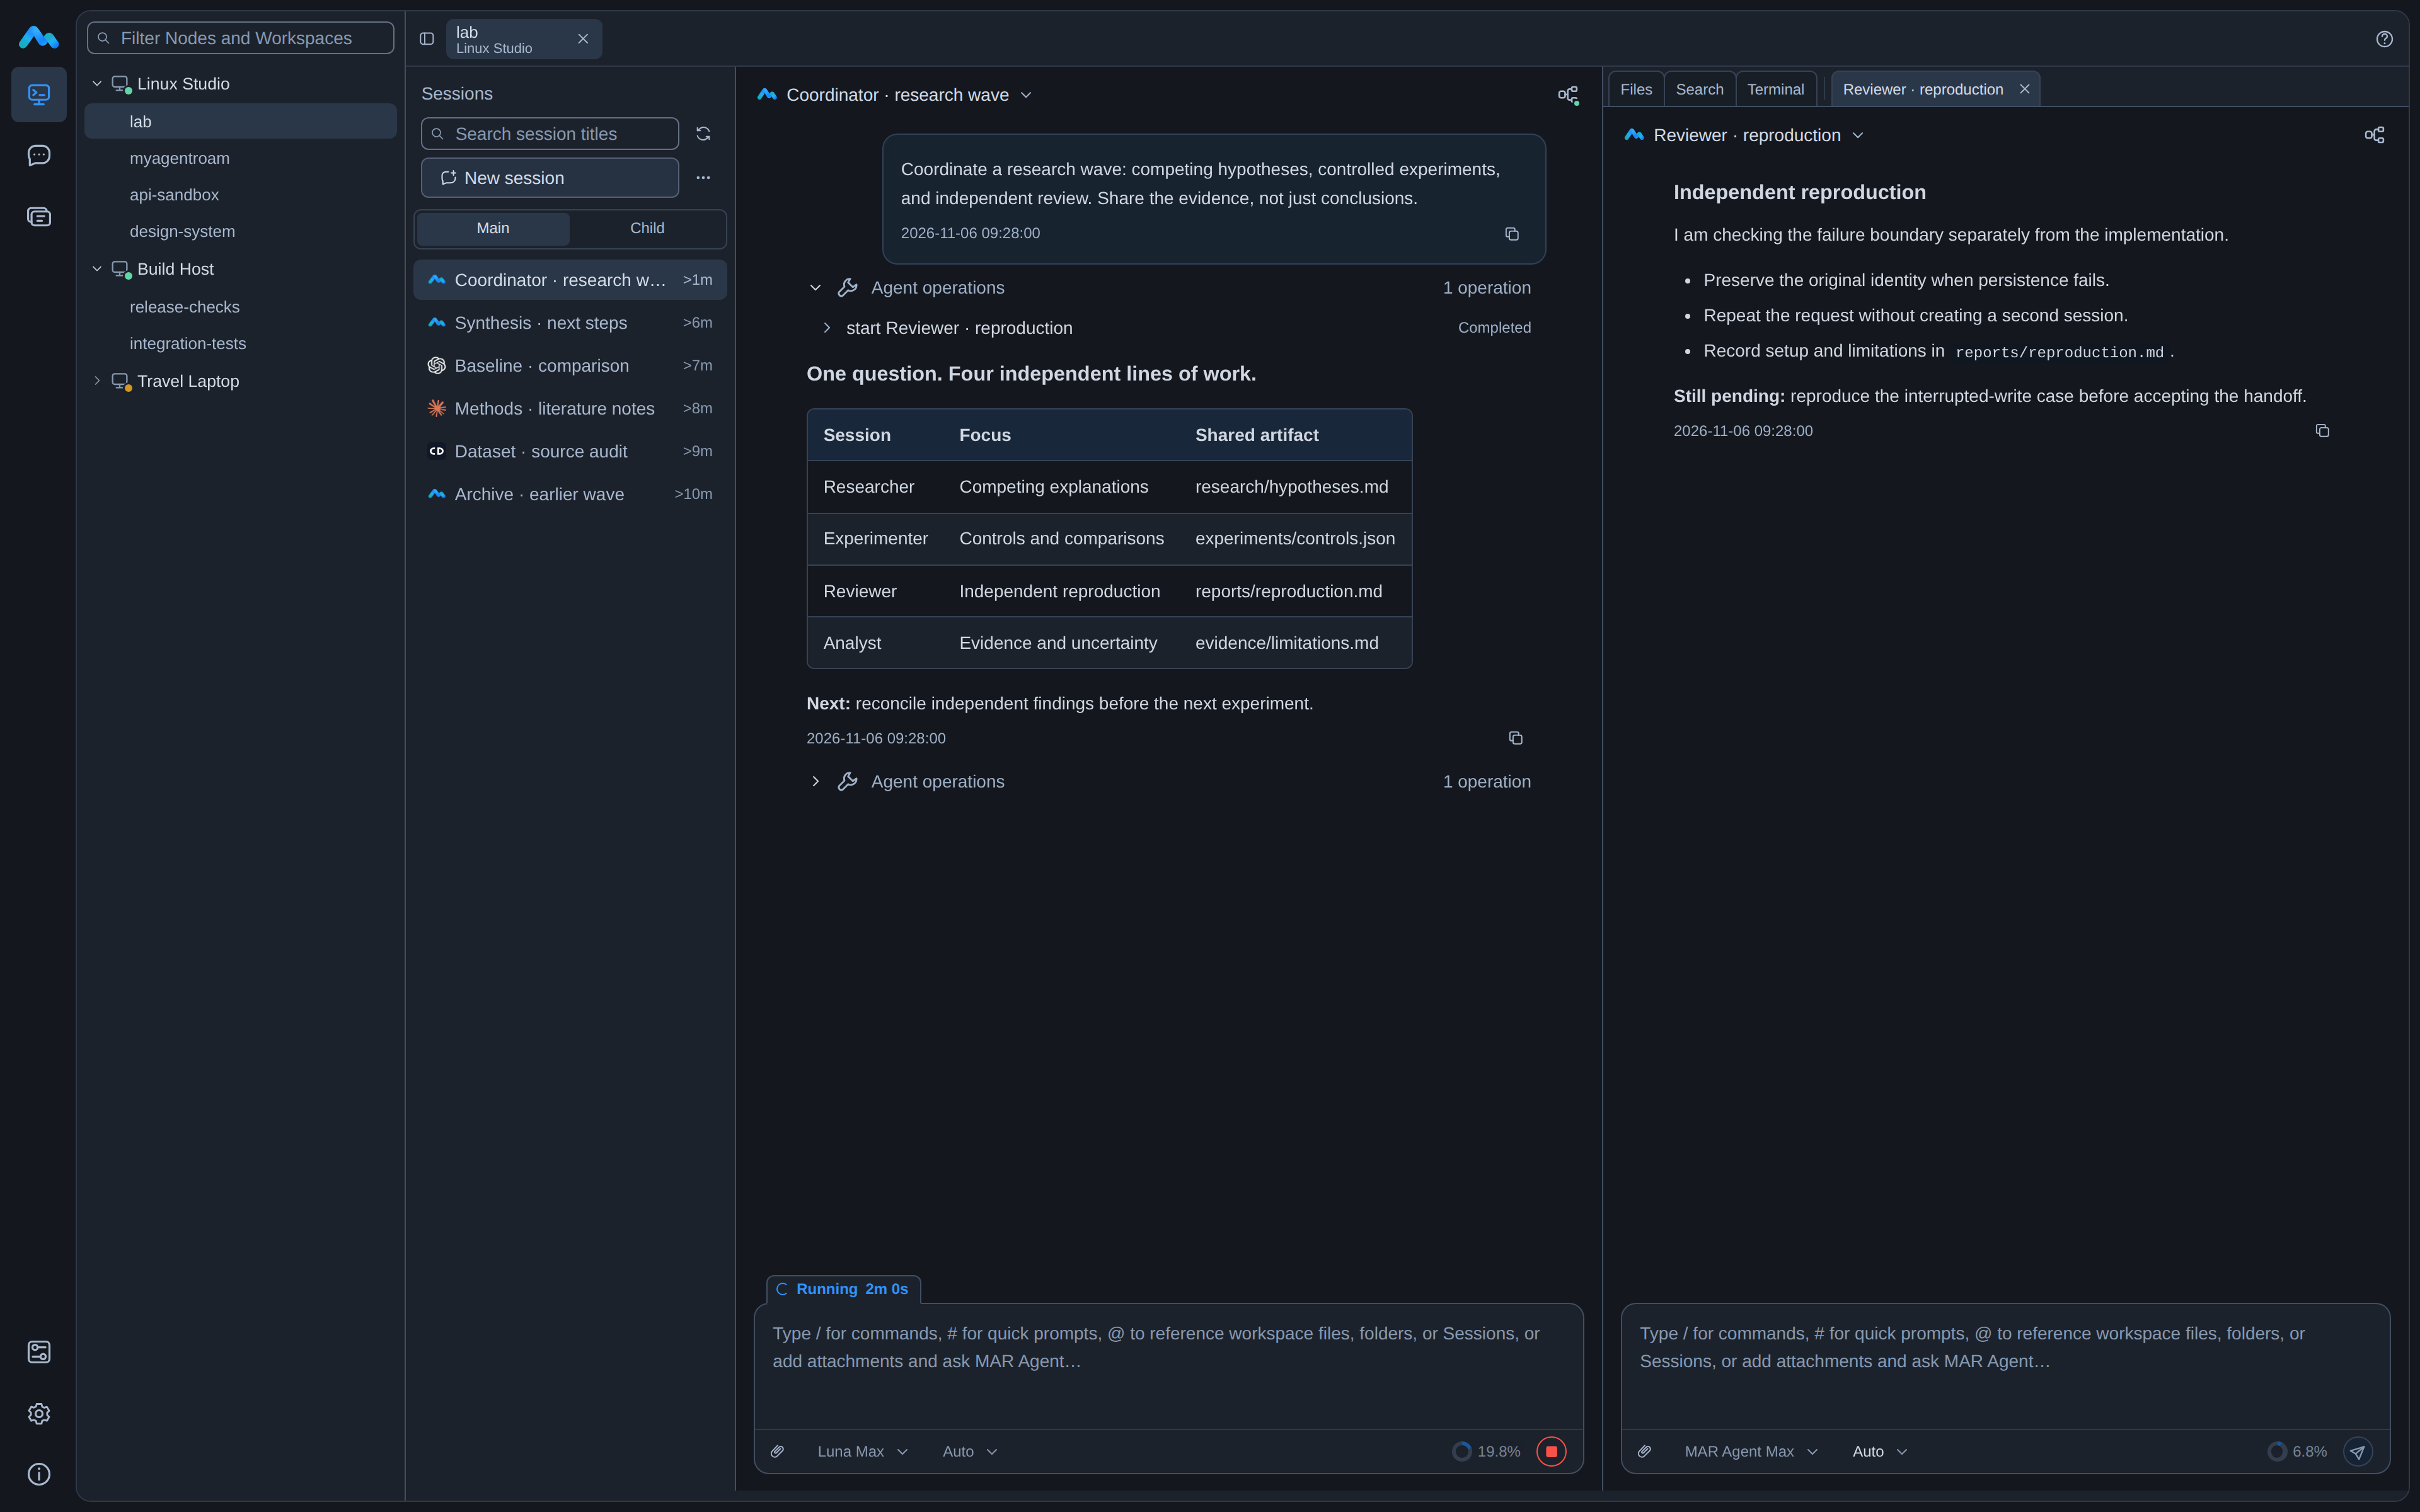 Filter Nodes and Workspaces
Linux Studio
lab
myagentroam
api-sandbox
design-system
Build Host
release-checks
integration-tests
Travel Laptop
lab
Linux Studio
Sessions
Search session titles
New session
Main
Child
Coordinator · research w… >1m
Synthesis · next steps >6m
Baseline · comparison >7m
Methods · literature notes >8m
CD Dataset · source audit >9m
Archive · earlier wave >10m
Coordinator · research wave
Coordinate a research wave: competing hypotheses, controlled experiments,
and independent review. Share the evidence, not just conclusions.
2026-11-06 09:28:00
Agent operations 1 operation
start Reviewer · reproduction Completed
One question. Four independent lines of work.
Session Focus Shared artifact
Researcher Competing explanations research/hypotheses.md
Experimenter Controls and comparisons experiments/controls.json
Reviewer Independent reproduction reports/reproduction.md
Analyst Evidence and uncertainty evidence/limitations.md
Next: reconcile independent findings before the next experiment.
2026-11-06 09:28:00
Agent operations 1 operation
Running 2m 0s
Type / for commands, # for quick prompts, @ to reference workspace files, folders, or Sessions, or
add attachments and ask MAR Agent…
Luna Max Auto 19.8%
Files Search Terminal Reviewer · reproduction
Reviewer · reproduction
Independent reproduction
I am checking the failure boundary separately from the implementation.
• Preserve the original identity when persistence fails.
• Repeat the request without creating a second session.
• Record setup and limitations in reports/reproduction.md.
Still pending: reproduce the interrupted-write case before accepting the handoff.
2026-11-06 09:28:00
Type / for commands, # for quick prompts, @ to reference workspace files, folders, or
Sessions, or add attachments and ask MAR Agent…
MAR Agent Max Auto 6.8%